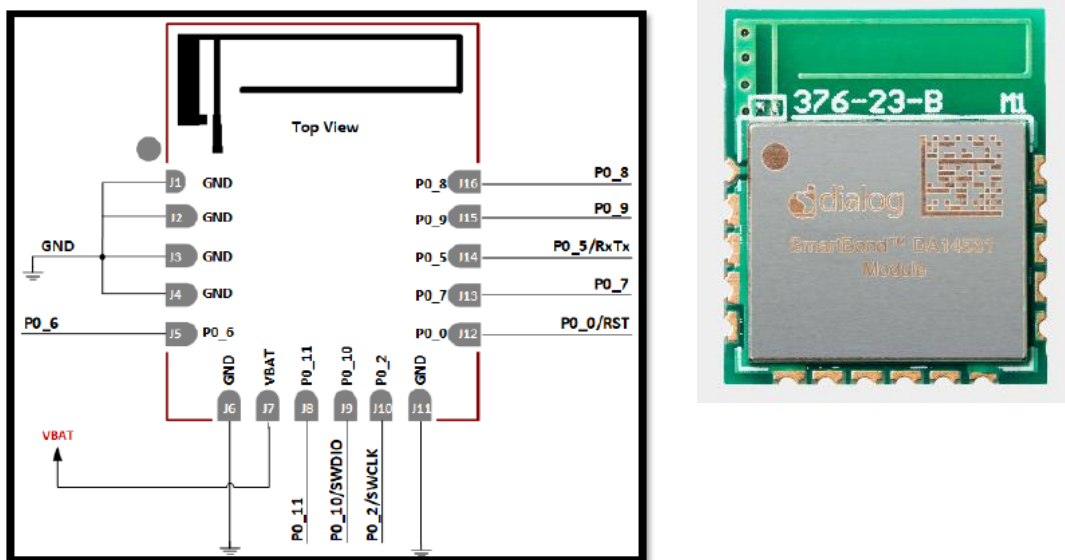 Top View
J1 GND
J2 GND
GND
J3 GND
J4 GND
P0_6
J5 P0_6
P0_8 J16
P0_8
P0_9 J15
P0_9
P0_5 J14
P0_5/RxTx
P0_7 J13
P0_7
P0_0 J12
P0_0/RST
GND
VBAT
P0_11
P0_10
P0_2
GND
J6
J7
J8
J9
J10
J11
VBAT
P0_11
P0_10/SWDIO
P0_2/SWCLK
376-23-B M1
dialog
SmartBond™ DA14531
Module